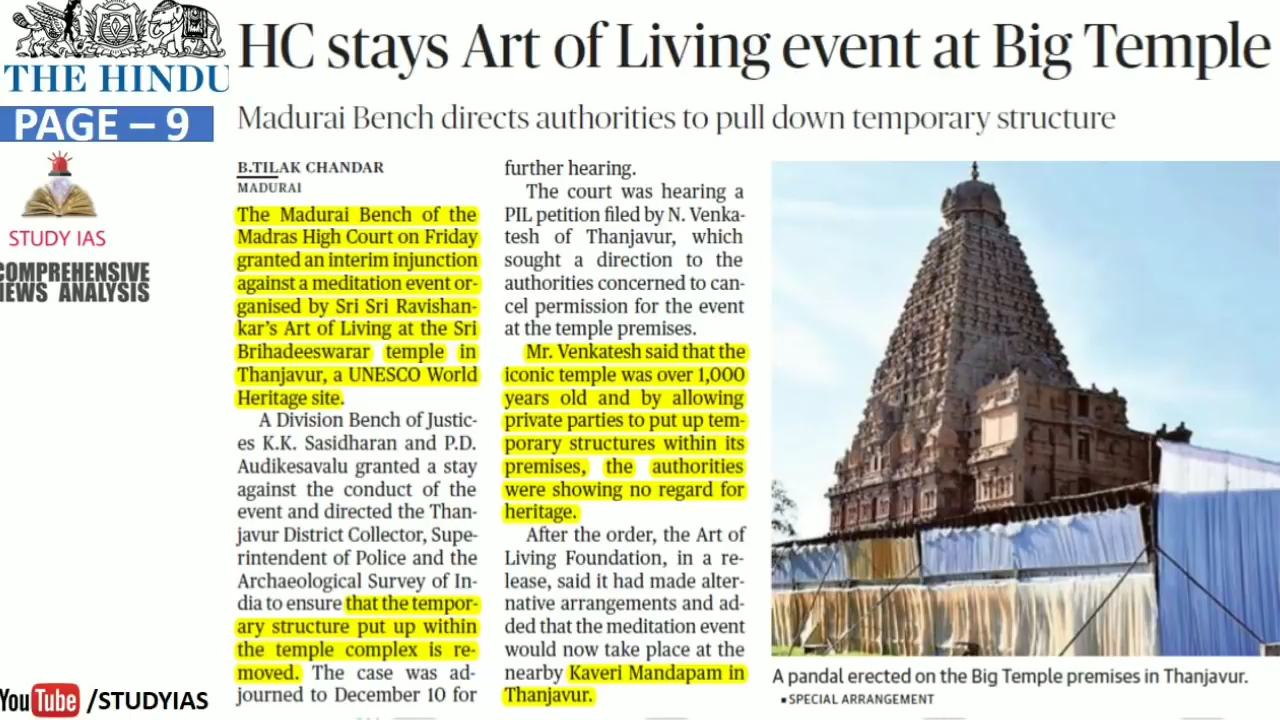 HC stays Art of Living event at Big Temple
THE HINDU
PAGE – 9
Madurai Bench directs authorities to pull down temporary structure
STUDY IAS
COMPREHENSIVE
NEWS ANALYSIS
B.TILAK CHANDAR
MADURAI
The Madurai Bench of the
Madras High Court on Friday
granted an interim injunction
against a meditation event or-
ganised by Sri Sri Ravishan-
kar's Art of Living at the Sri
Brihadeeswarar temple in
Thanjavur, a UNESCO World
Heritage site.
A Division Bench of Justic-
es K.K. Sasidharan and P.D.
Audikesavalu granted a stay
against the conduct of the
event and directed the Than-
javur District Collector, Supe-
rintendent of Police and the
Archaeological Survey of In-
dia to ensure that the tempor-
ary structure put up within
the temple complex is re-
moved. The case was ad-
journed to December 10 for
further hearing.
The court was hearing a
PIL petition filed by N. Venka-
tesh of Thanjavur, which
sought a direction to the
authorities concerned to can-
cel permission for the event
at the temple premises.
Mr. Venkatesh said that the
iconic temple was over 1,000
years old and by allowing
private parties to put up tem-
porary structures within its
premises, the authorities
were showing no regard for
heritage.
After the order, the Art of
Living Foundation, in a re-
lease, said it had made alter-
native arrangements and ad-
ded that the meditation event
would now take place at the
nearby Kaveri Mandapam in
Thanjavur.
A pandal erected on the Big Temple premises in Thanjavur.
▪SPECIAL ARRANGEMENT
YouTube /STUDYIAS